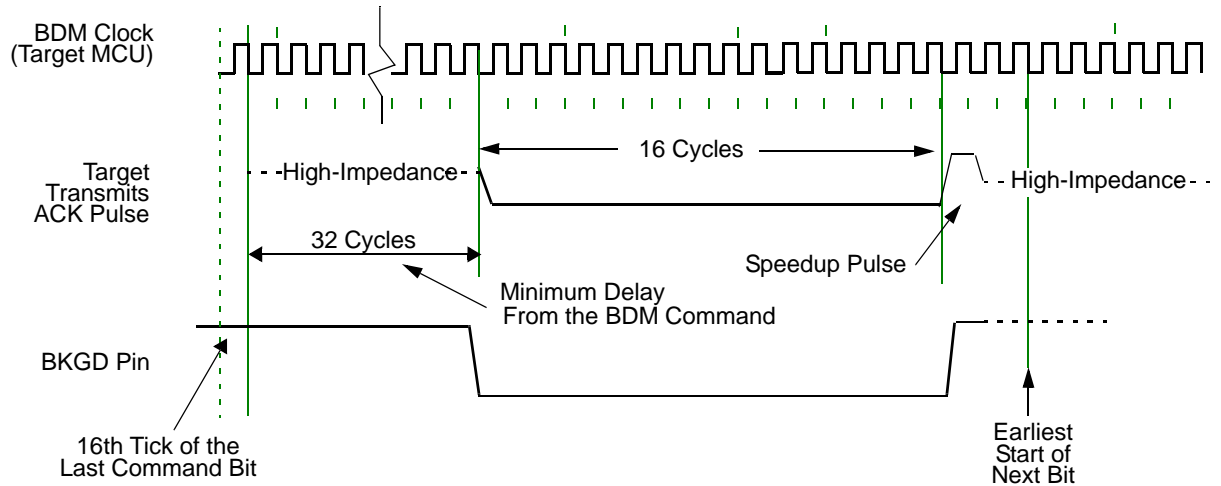 BDM Clock
(Target MCU)
16 Cycles
Target
Transmits
ACK Pulse
High-Impedance
High-Impedance
32 Cycles
Speedup Pulse
Minimum Delay
From the BDM Command
BKGD Pin
16th Tick of the
Last Command Bit
Earliest
Start of
Next Bit